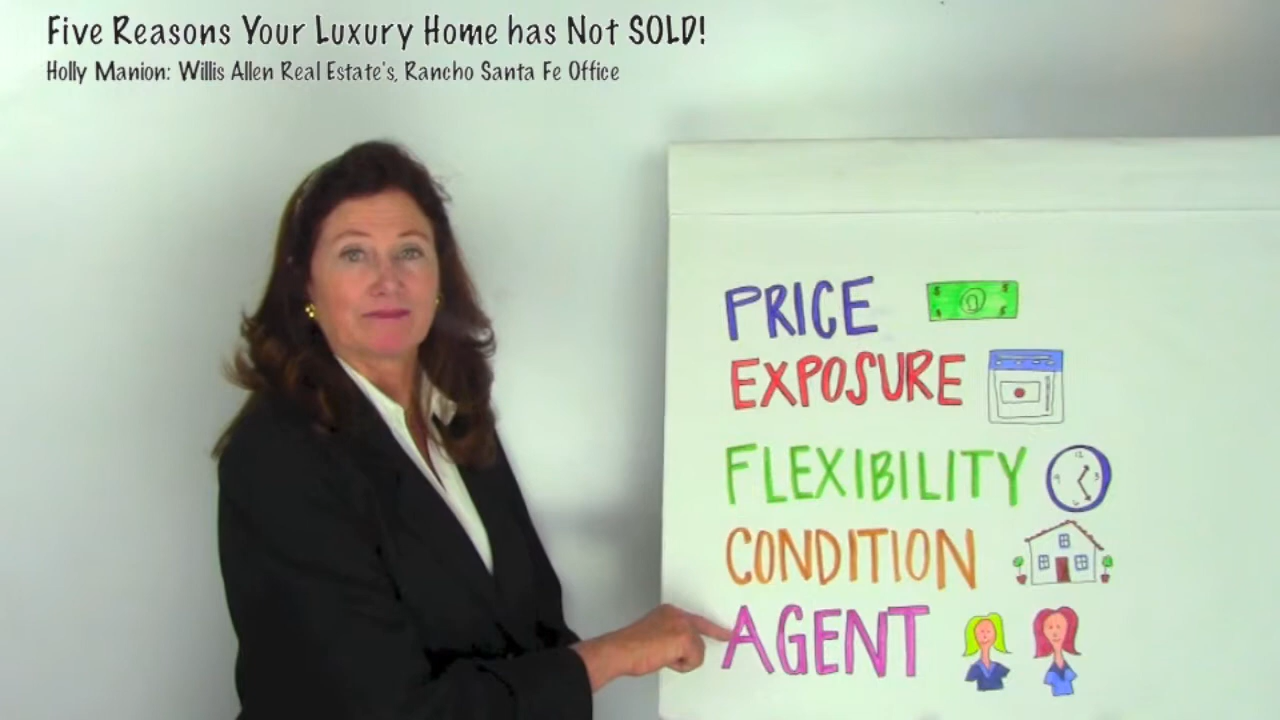 Five Reasons Your Luxury Home has Not SOLD!
Holly Manion: Willis Allen Real Estate's, Rancho Santa Fe Office
PRICE
EXPOSURE
FLEXIBILITY
CONDITION
AGENT